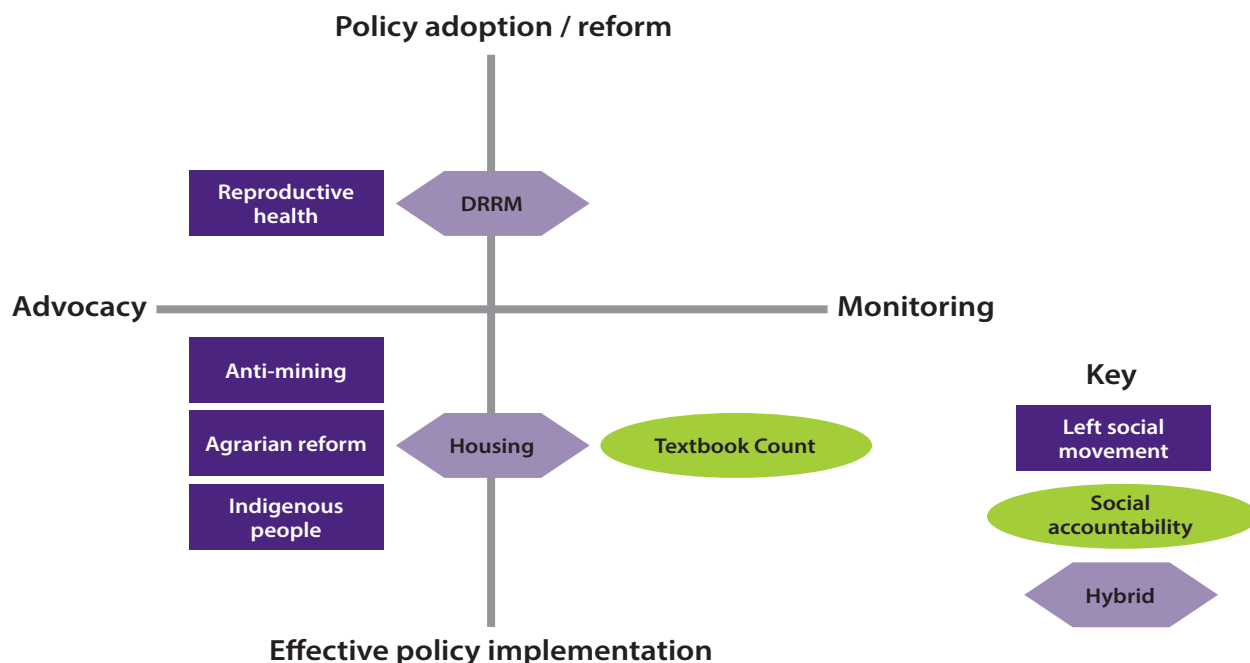 Policy adoption / reform
Reproductive
health
DRRM
Advocacy
Monitoring
Anti-mining
Agrarian reform
Housing
Textbook Count
Indigenous
people
Effective policy implementation
Key
Left social
movement
Social
accountability
Hybrid